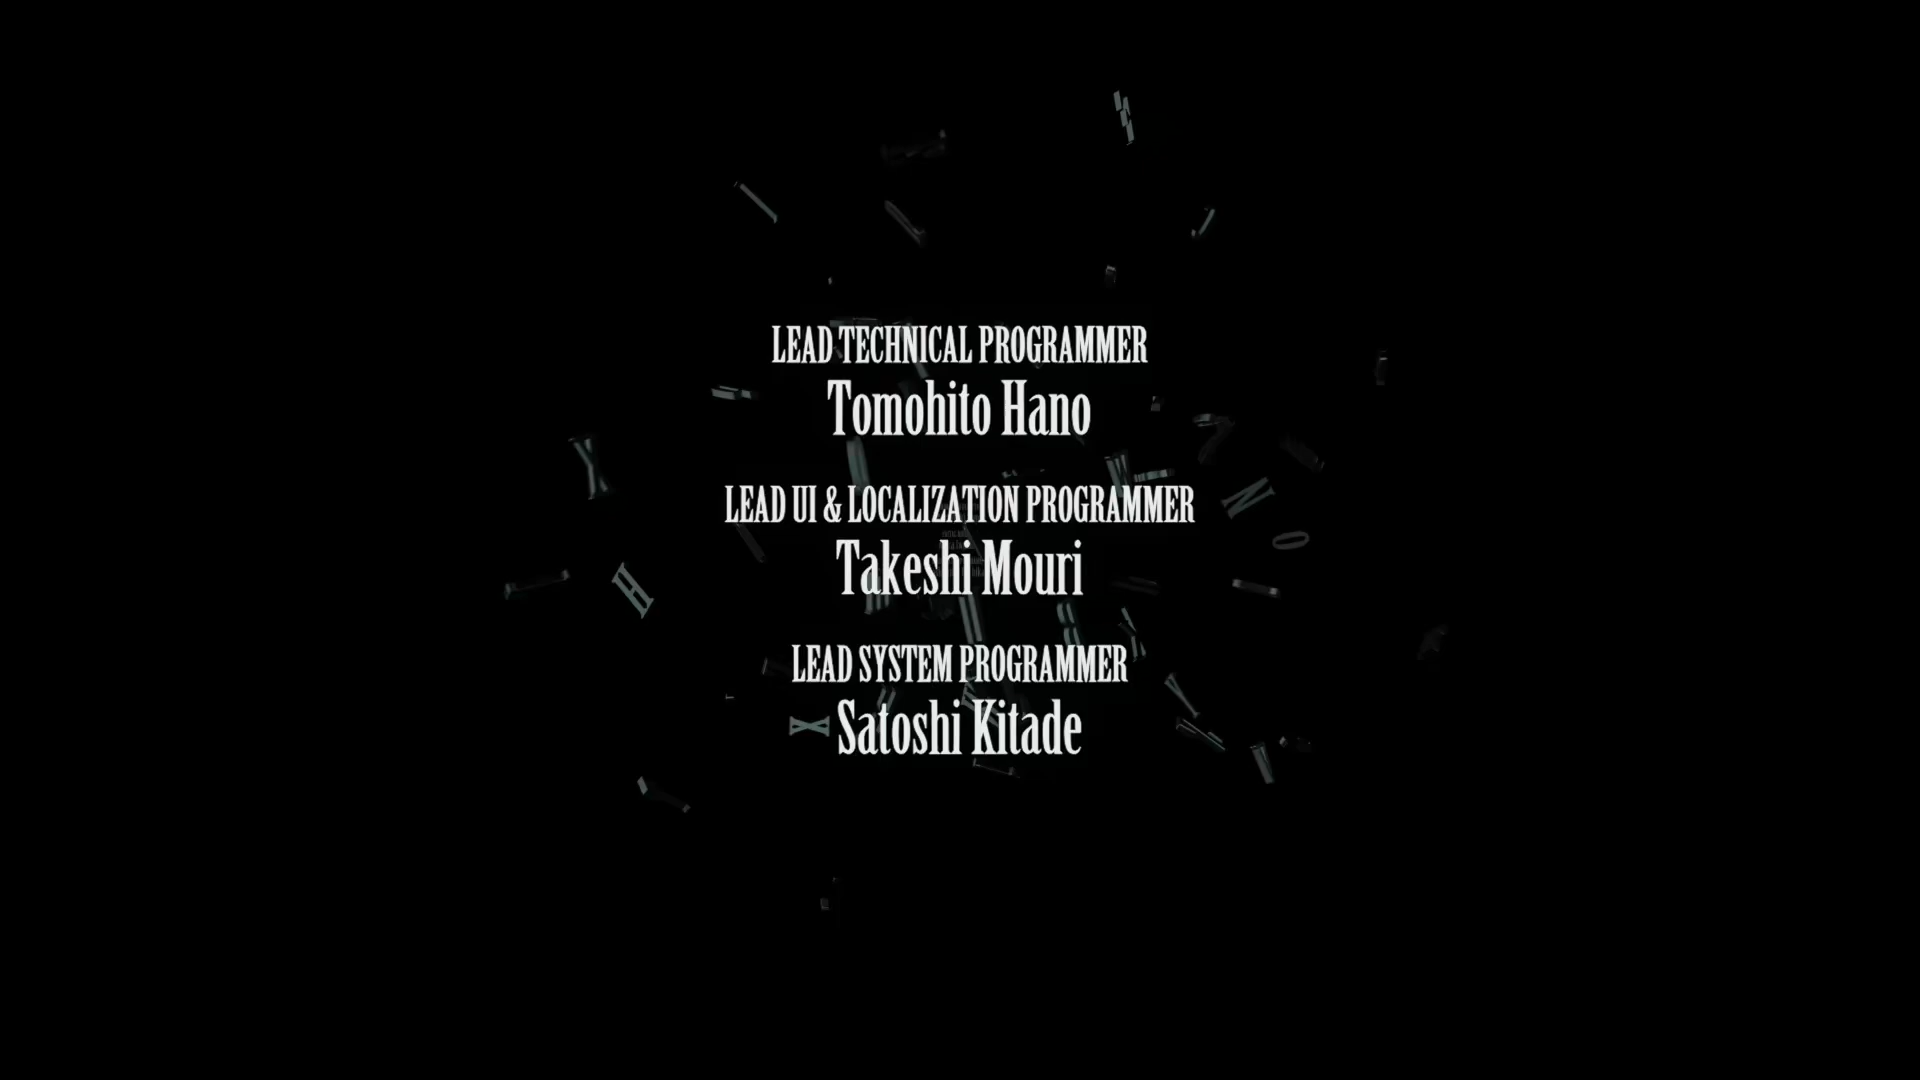 LEAD TECHNICAL PROGRAMMER
Tomohito Hano
LEAD UI & LOCALIZATION PROGRAMMER
Takeshi Mouri
LEAD SYSTEM PROGRAMMER
Satoshi Kitade